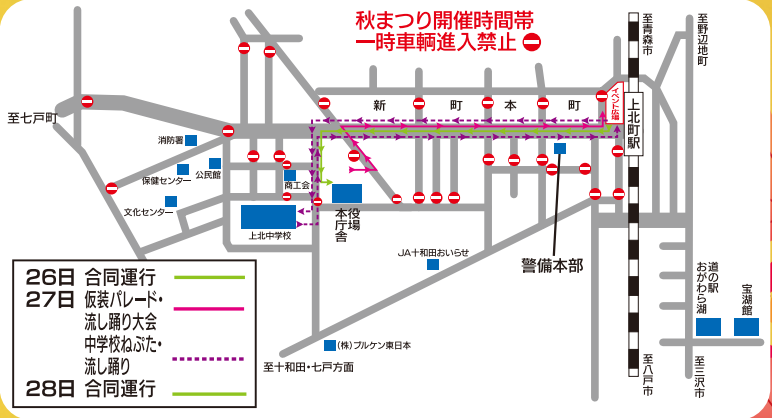 秋まつり開催時間帯
一時車輌進入禁止
至青森市
至野辺地町
至七戸町
新町本町
イベント広場
上北町駅
消防署
公民館
保健センター
商工会
文化センター
上北中学校
役場
本庁舎
警備本部
JA十和田おいらせ
道の駅
おがわら湖
宝湖館
(株)ブルケン東日本
至十和田・七戸方面
至八戸市
至三沢市
26日 合同運行
27日 仮装パレード・
流し踊り大会
中学校ねぶた・
流し踊り
28日 合同運行